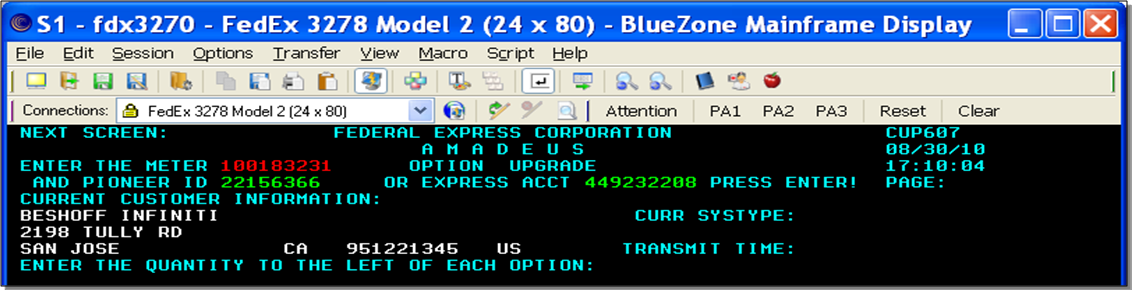 S1 - fdx3270 - FedEx 3278 Model 2 (24 x 80) - BlueZone Mainframe Display
File Edit Session Options Transfer View Macro Script Help
Connections: FedEx 3278 Model 2 (24 x 80) Attention PA1 PA2 PA3 Reset Clear
NEXT SCREEN: FEDERAL EXPRESS CORPORATION CUP607
A M A D E U S 08/30/10
ENTER THE METER 100183231 OPTION UPGRADE 17:10:04
AND PIONEER ID 22156366 OR EXPRESS ACCT 449232208 PRESS ENTER! PAGE:
CURRENT CUSTOMER INFORMATION:
BESHOFF INFINITI CURR SYSTYPE:
2198 TULLY RD
SAN JOSE CA 951221345 US TRANSMIT TIME:
ENTER THE QUANTITY TO THE LEFT OF EACH OPTION: